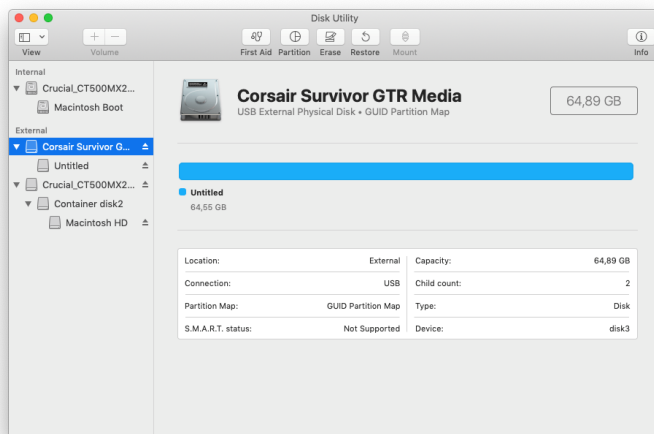 Disk Utility
View
Volume
First Aid
Partition
Erase
Restore
Mount
Info
Internal
Crucial_CT500MX2...
Macintosh Boot
External
Corsair Survivor G...
Untitled
Crucial_CT500MX2...
Container disk2
Macintosh HD
Corsair Survivor GTR Media
USB External Physical Disk • GUID Partition Map
64,89 GB
Untitled
64,55 GB
Location: External
Capacity: 64,89 GB
Connection: USB
Child count: 2
Partition Map: GUID Partition Map
Type: Disk
S.M.A.R.T. status: Not Supported
Device: disk3